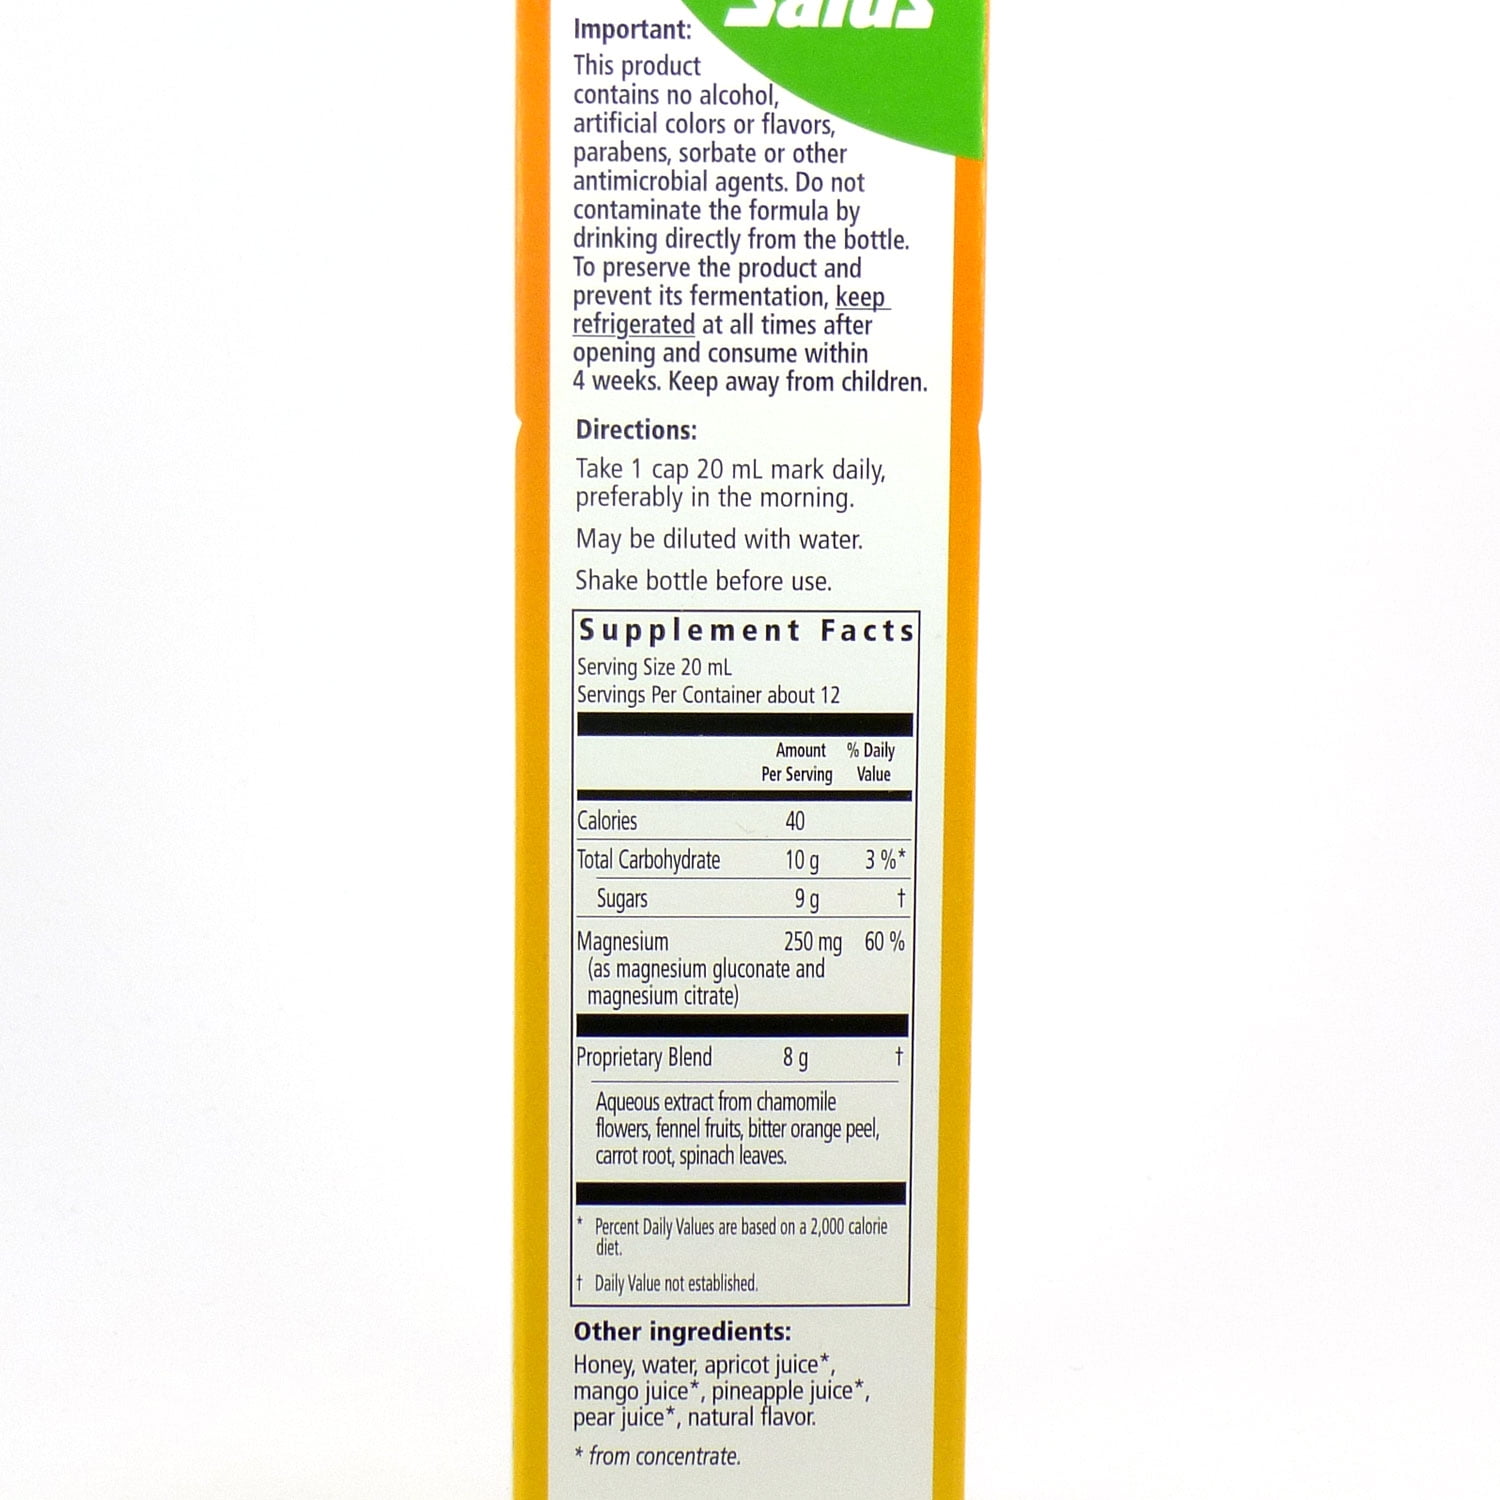 Salus
Important:
This product
contains no alcohol,
artificial colors or flavors,
parabens, sorbate or other
antimicrobial agents. Do not
contaminate the formula by
drinking directly from the bottle.
To preserve the product and
prevent its fermentation, keep
refrigerated at all times after
opening and consume within
4 weeks. Keep away from children.
Directions:
Take 1 cap 20 mL mark daily,
preferably in the morning.
May be diluted with water.
Shake bottle before use.
Supplement Facts
Serving Size 20 mL
Servings Per Container about 12
Amount % Daily
Per Serving Value
Calories 40
Total Carbohydrate 10 g 3 %*
Sugars 9 g †
Magnesium 250 mg 60 %
(as magnesium gluconate and
magnesium citrate)
Proprietary Blend 8 g †
Aqueous extract from chamomile
flowers, fennel fruits, bitter orange peel,
carrot root, spinach leaves.
* Percent Daily Values are based on a 2,000 calorie
diet.
† Daily Value not established.
Other ingredients:
Honey, water, apricot juice*,
mango juice*, pineapple juice*,
pear juice*, natural flavor.
* from concentrate.